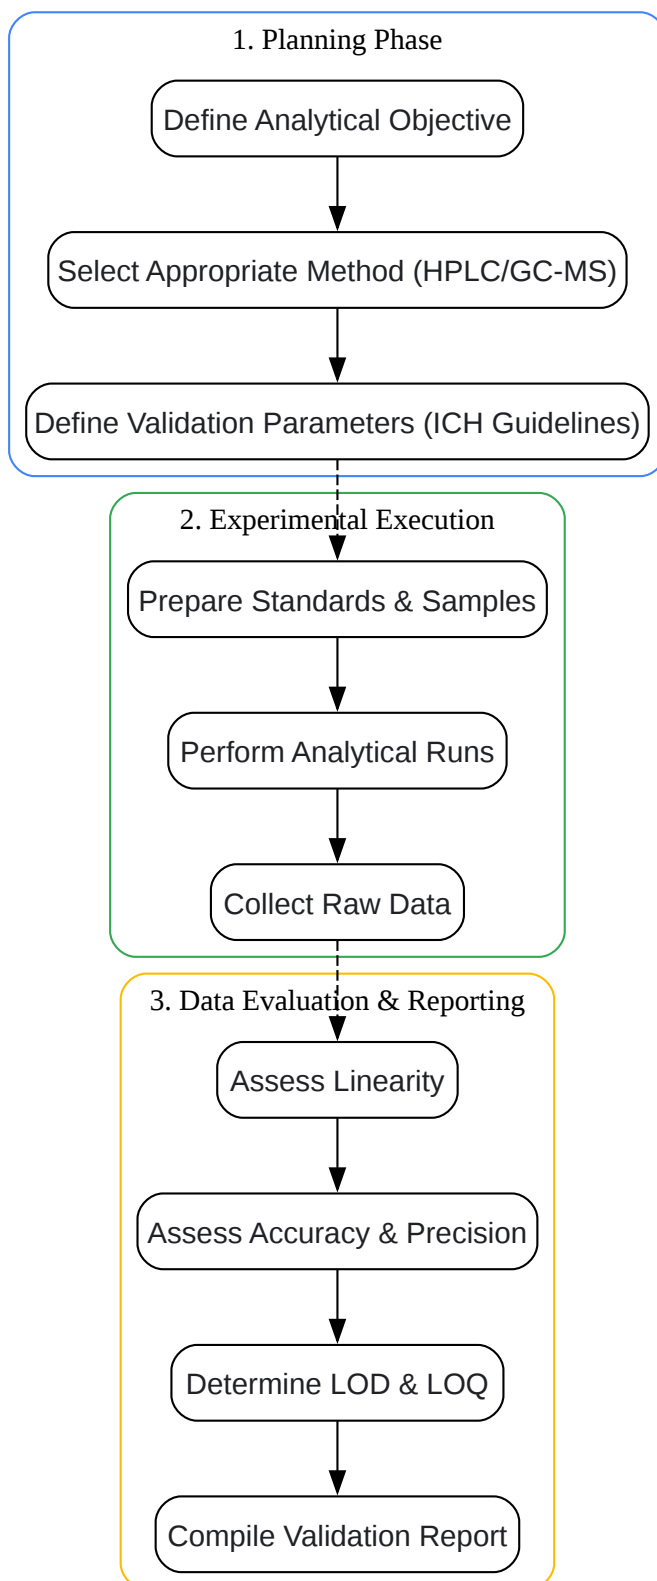 1. Planning Phase
Define Analytical Objective
Select Appropriate Method (HPLC/GC-MS)
Define Validation Parameters (ICH Guidelines)
2. Experimental Execution
Prepare Standards & Samples
Perform Analytical Runs
Collect Raw Data
3. Data Evaluation & Reporting
Assess Linearity
Assess Accuracy & Precision
Determine LOD & LOQ
Compile Validation Report